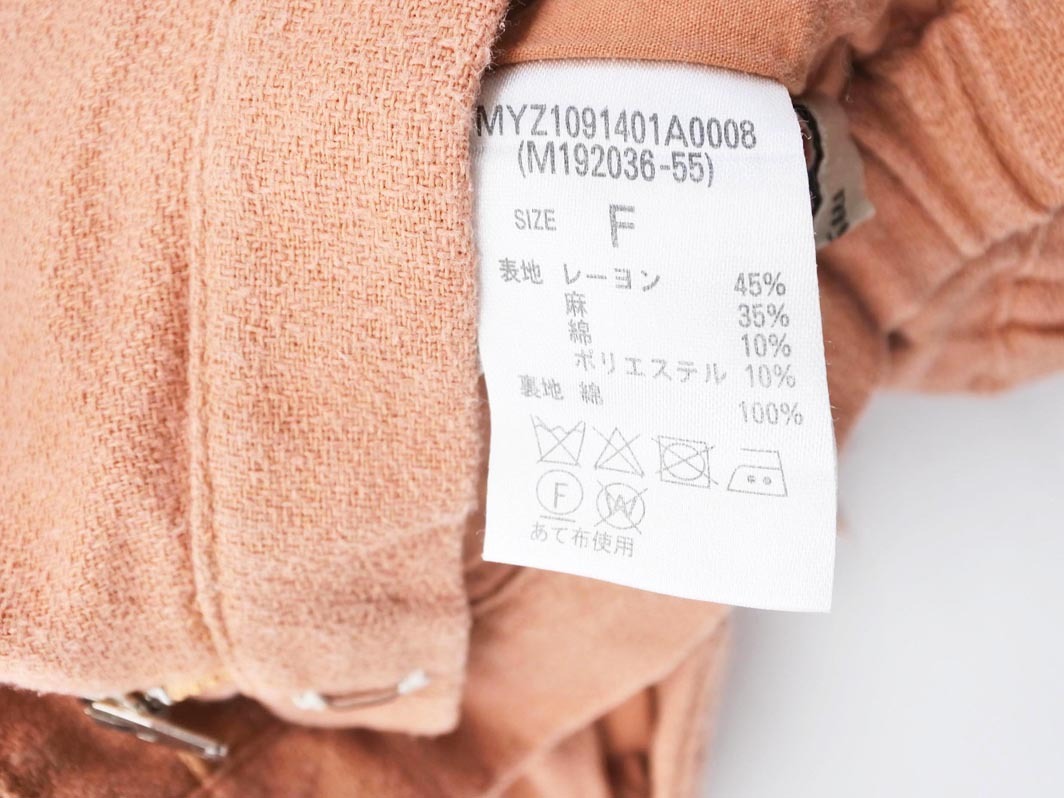 MYZ1091401A0008
(M192036-55)
SIZE F
表地 レーヨン 45%
麻 35%
綿 10%
ポリエステル 10%
裏地 綿 100%
F
W
あて布使用